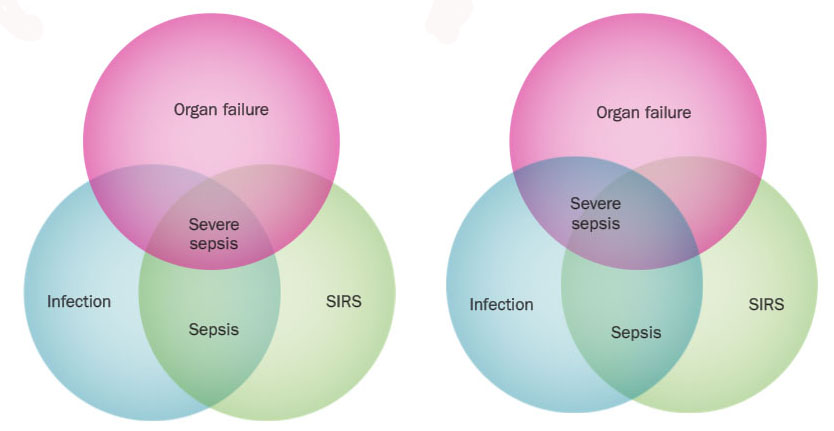 Organ failure
Severe
sepsis
Infection
SIRS
Sepsis
Organ failure
Severe
sepsis
Infection
SIRS
Sepsis